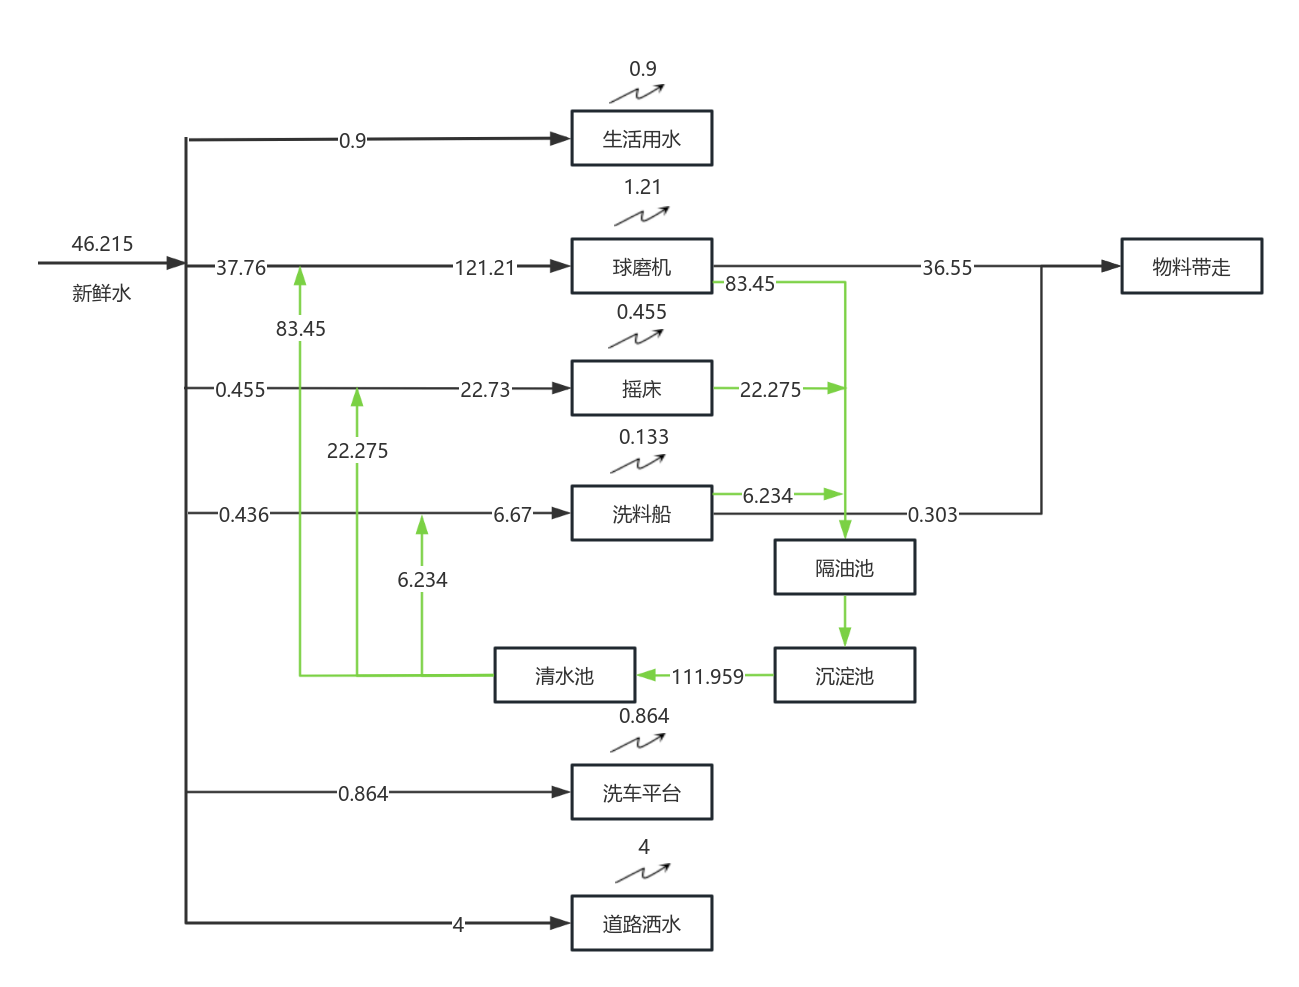 0.9
0.9
生活用水
1.21
46.215
新鲜水
37.76
121.21
球磨机
36.55
物料带走
83.45
83.45
0.455
0.455
22.73
摇床
22.275
22.275
0.133
0.436
6.67
洗料船
6.234
0.303
6.234
隔油池
清水池
111.959
沉淀池
0.864
0.864
洗车平台
4
4
道路洒水